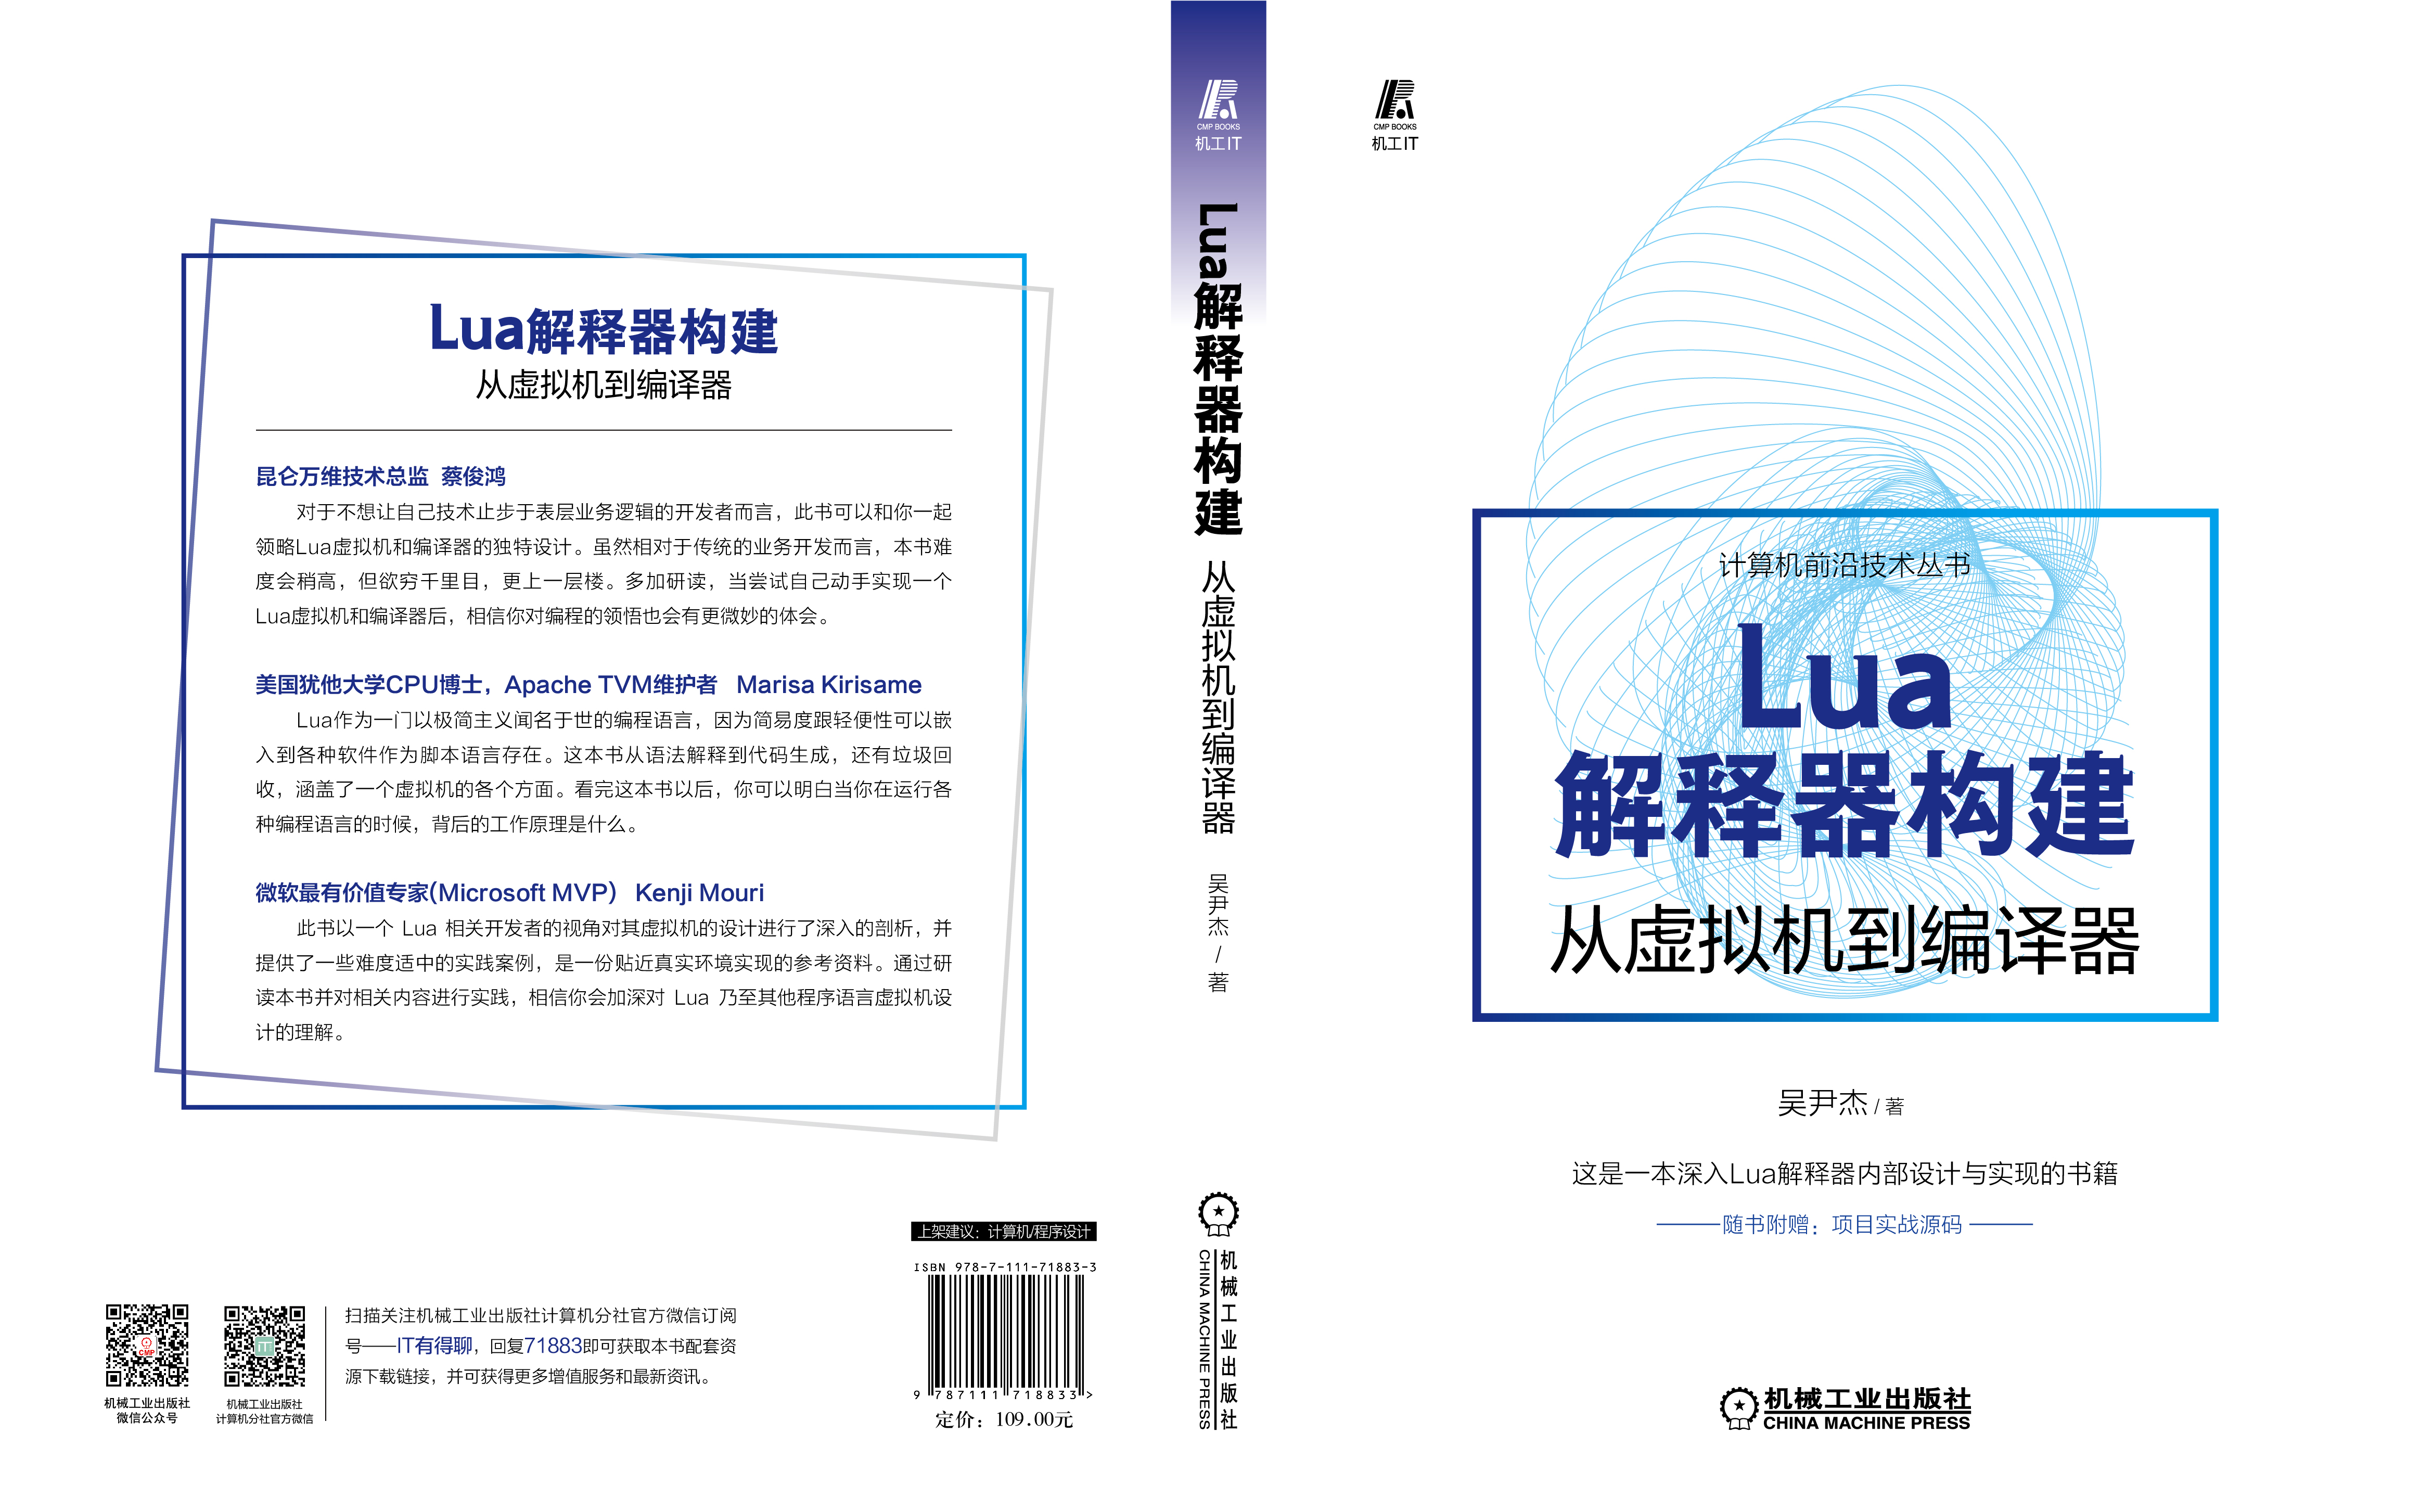 Lua解释器构建
从虚拟机到编译器
昆仑万维技术总监 蔡俊鸿
对于不想让自己技术止步于表层业务逻辑的开发者而言，此书可以和你一起
领略Lua虚拟机和编译器的独特设计。虽然相对于传统的业务开发而言，本书难
度会稍高，但欲穷千里目，更上一层楼。多加研读，当尝试自己动手实现一个
Lua虚拟机和编译器后，相信你对编程的领悟也会有更微妙的体会。
美国犹他大学CPU博士，Apache TVM维护者 Marisa Kirisame
Lua作为一门以极简主义闻名于世的编程语言，因为简易度跟轻便性可以嵌
入到各种软件作为脚本语言存在。这本书从语法解释到代码生成，还有垃圾回
收，涵盖了一个虚拟机的各个方面。看完这本书以后，你可以明白当你在运行各
种编程语言的时候，背后的工作原理是什么。
微软最有价值专家(Microsoft MVP) Kenji Mouri
此书以一个 Lua 相关开发者的视角对其虚拟机的设计进行了深入的剖析，并
提供了一些难度适中的实践案例，是一份贴近真实环境实现的参考资料。通过研
读本书并对相关内容进行实践，相信你会加深对 Lua 乃至其他程序语言虚拟机设
计的理解。
CMP
机械工业出版社
微信公众号
IT
机械工业出版社
计算机分社官方微信
扫描关注机械工业出版社计算机分社官方微信订阅
号——IT有得聊，回复71883即可获取本书配套资
源下载链接，并可获得更多增值服务和最新资讯。
上架建议：计算机/程序设计
ISBN 978-7-111-71883-3
9 787111 718833>
定价：109.00元
CMP BOOKS
机工IT
Lua解释器构建 从虚拟机到编译器
吴尹杰 / 著
机械工业出版社
CHINA MACHINE PRESS
CMP BOOKS
机工IT
计算机前沿技术丛书
Lua
解释器构建
从虚拟机到编译器
吴尹杰 / 著
这是一本深入Lua解释器内部设计与实现的书籍
——随书附赠：项目实战源码——
机械工业出版社
CHINA MACHINE PRESS